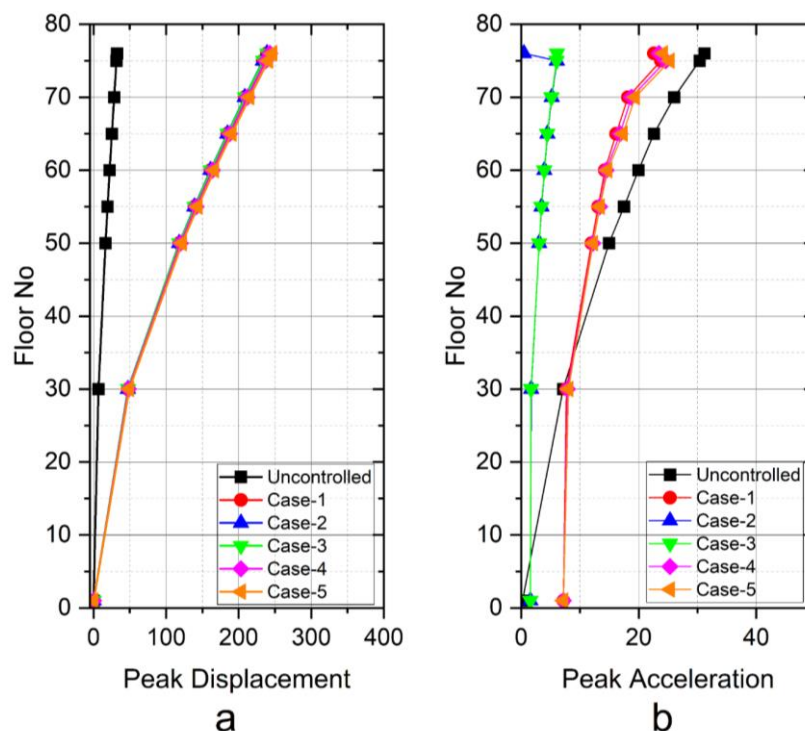 80
70
60
50
40
30
20
10
0
Floor No
0 100 200 300 400
Peak Displacement
Uncontrolled
Case-1
Case-2
Case-3
Case-4
Case-5
a
80
70
60
50
40
30
20
10
0
Floor No
0 20 40
Peak Acceleration
Uncontrolled
Case-1
Case-2
Case-3
Case-4
Case-5
b